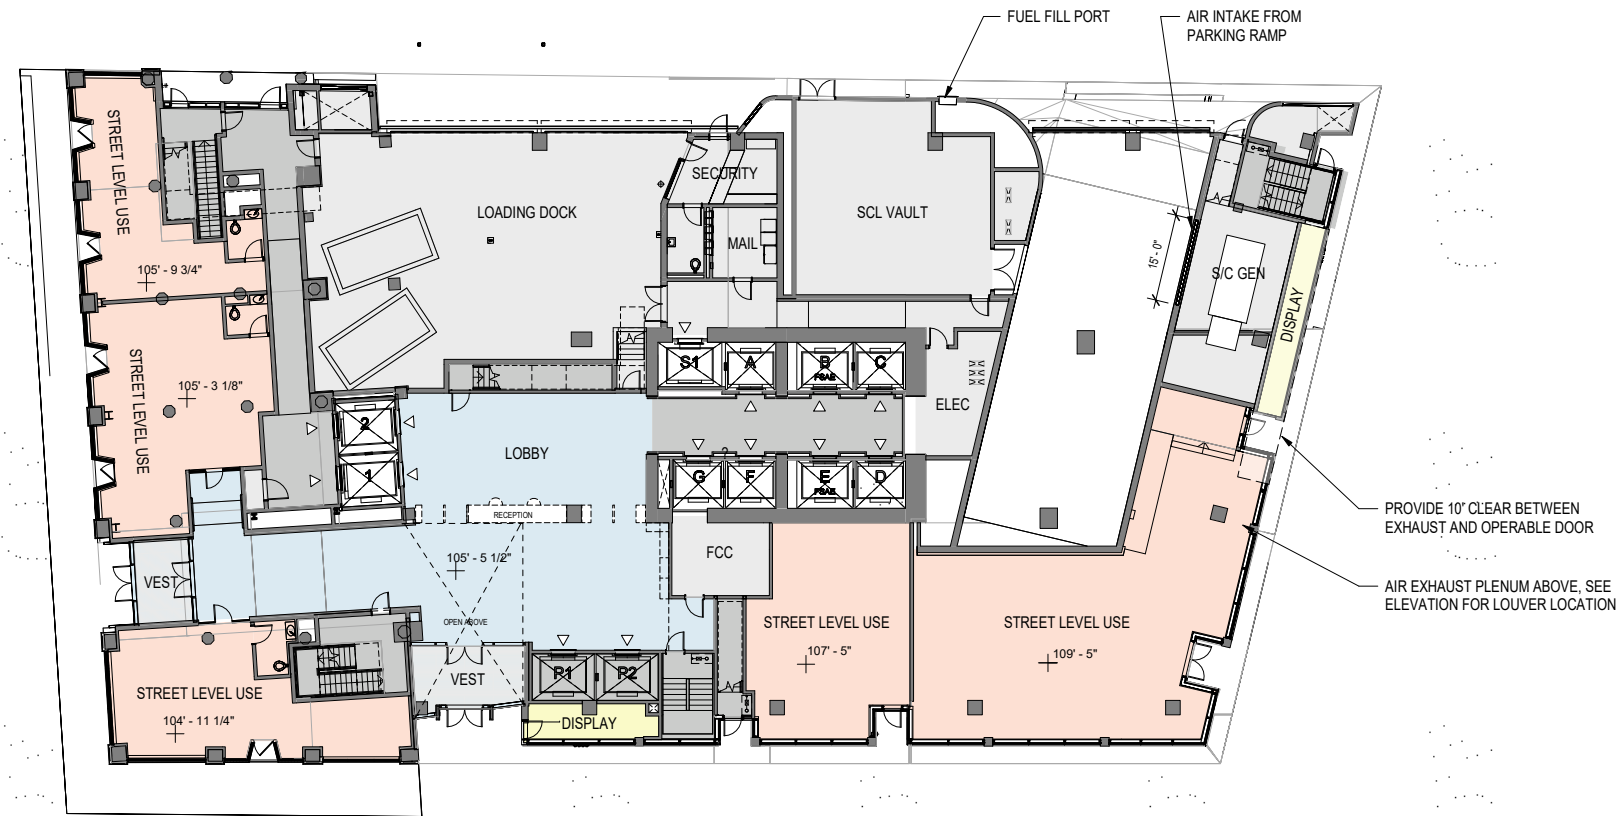 FUEL FILL PORT
AIR INTAKE FROM
PARKING RAMP
STREET LEVEL USE
105' - 9 3/4"
LOADING DOCK
SECURITY
MAIL
SCL VAULT
15' - 0"
S/C GEN
DISPLAY
STREET LEVEL USE
105' - 3 1/8"
S1
A
B
FSAE
C
ELEC
2
1
LOBBY
?
G
F
E
FSAE
D
RECEPTION
PROVIDE 10' CLEAR BETWEEN
EXHAUST AND OPERABLE DOOR
105' - 5 1/2"
FCC
VEST
AIR EXHAUST PLENUM ABOVE, SEE
ELEVATION FOR LOUVER LOCATION
OPEN ABOVE
STREET LEVEL USE
107' - 5"
STREET LEVEL USE
109' - 5"
STREET LEVEL USE
104' - 11 1/4"
VEST
P1
P2
DISPLAY